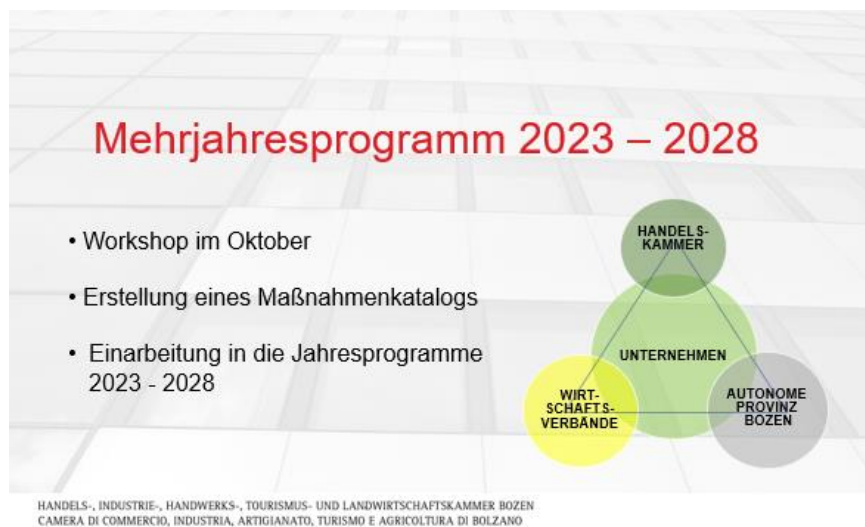 Mehrjahresprogramm 2023 – 2028
• Workshop im Oktober
• Erstellung eines Maßnahmenkatalogs
• Einarbeitung in die Jahresprogramme
2023 - 2028
HANDELS-
KAMMER
UNTERNEHMEN
WIRT-
SCHAFTS-
VERBÄNDE
AUTONOME
PROVINZ
BOZEN
HANDELS-, INDUSTRIE-, HANDWERKS-, TOURISMUS- UND LANDWIRTSCHAFTSKAMMER BOZEN
CAMERA DI COMMERCIO, INDUSTRIA, ARTIGIANATO, TURISMO E AGRICOLTURA DI BOLZANO